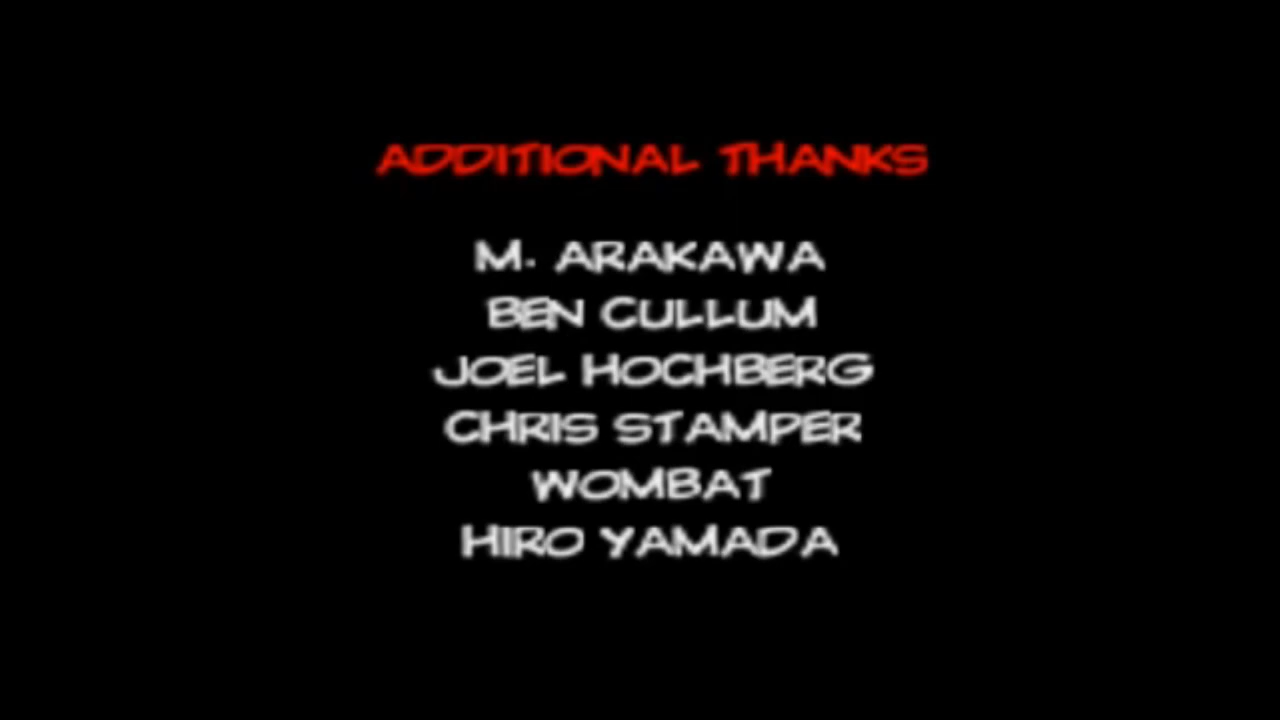 ADDITIONAL THANKS
M. ARAKAWA
BEN CULLUM
JOEL HOCHBERG
CHRIS STAMPER
WOMBAT
HIRO YAMADA